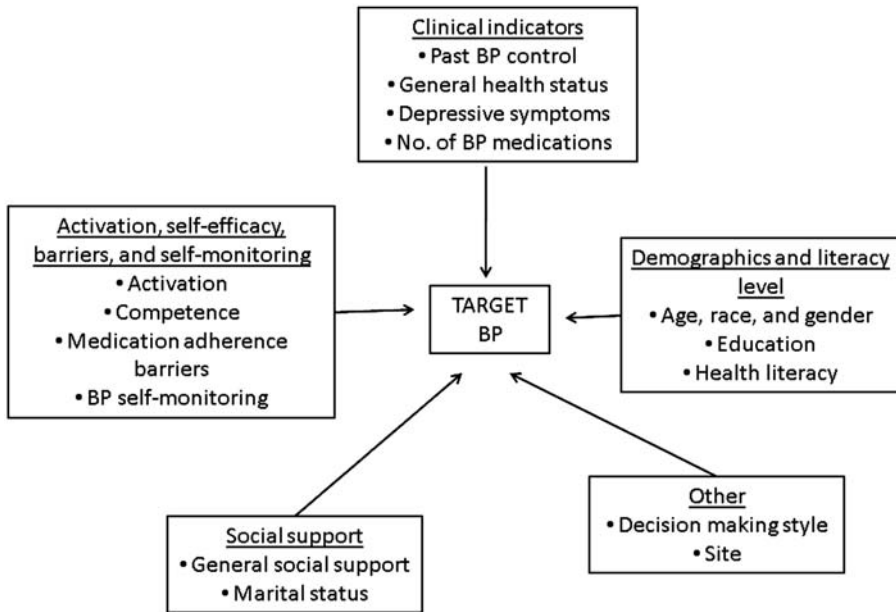 Clinical indicators
• Past BP control
• General health status
• Depressive symptoms
• No. of BP medications
Activation, self-efficacy,
barriers, and self-monitoring
• Activation
• Competence
• Medication adherence
barriers
• BP self-monitoring
TARGET
BP
Demographics and literacy
level
• Age, race, and gender
• Education
• Health literacy
Social support
• General social support
• Marital status
Other
• Decision making style
• Site